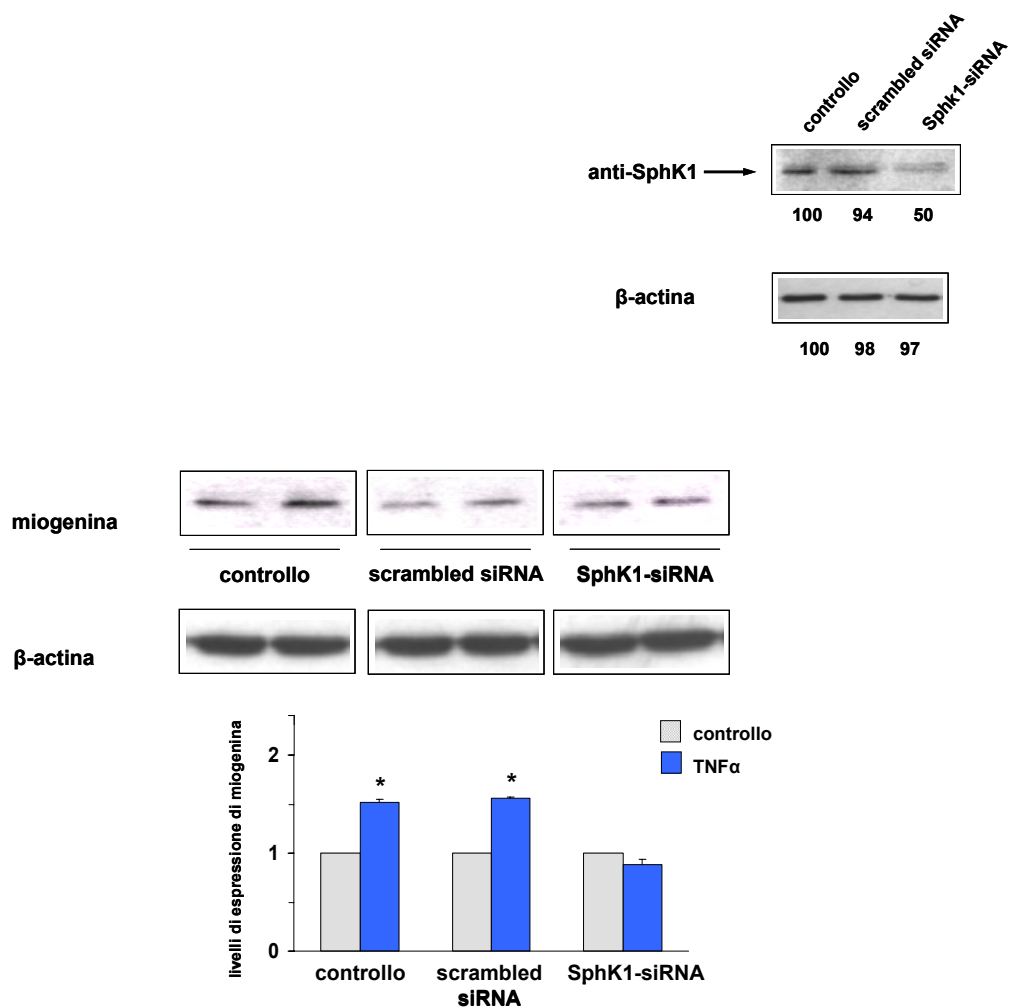 controllo
scrambled siRNA
Sphk1-siRNA
anti-SphK1
100 94 50
β-actina
100 98 97
miogenina
controllo scrambled siRNA SphK1-siRNA
β-actina
livelli di espressione di miogenina
2
1
0
* *
controllo
TNFα
controllo scrambled siRNA SphK1-siRNA